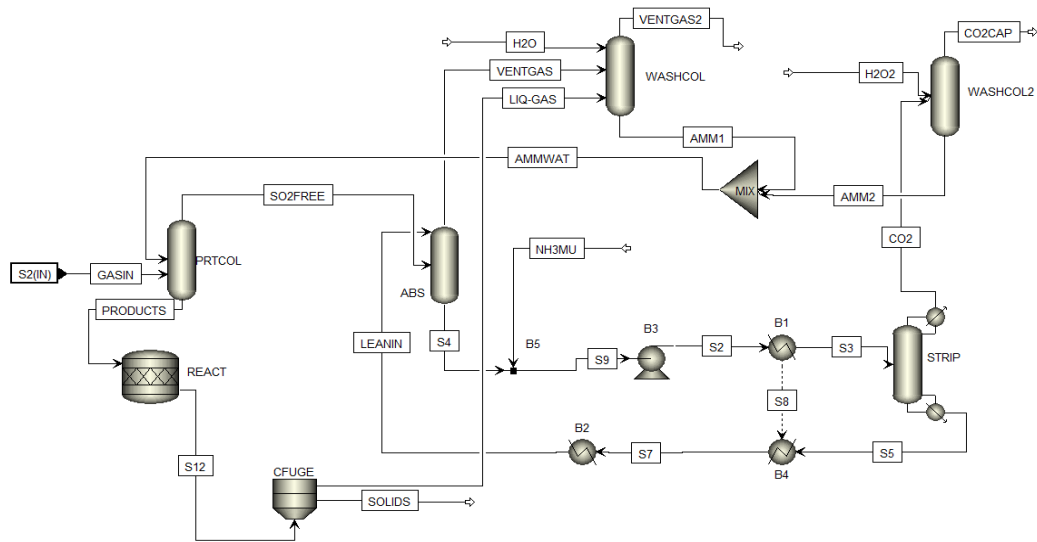 VENTGAS2
CO2CAP
H2O
VENTGAS
WASHCOL
H2O2
WASHCOL2
LIQ-GAS
AMM1
AMMWAT
MIX
AMM2
SO2FREE
CO2
NH3MU
PRTCOL
S2(IN)
GASIN
ABS
PRODUCTS
LEANIN
S4
B5
S9
B3
S2
B1
S3
STRIP
REACT
S8
B2
S7
S5
B4
S12
CFUGE
SOLIDS